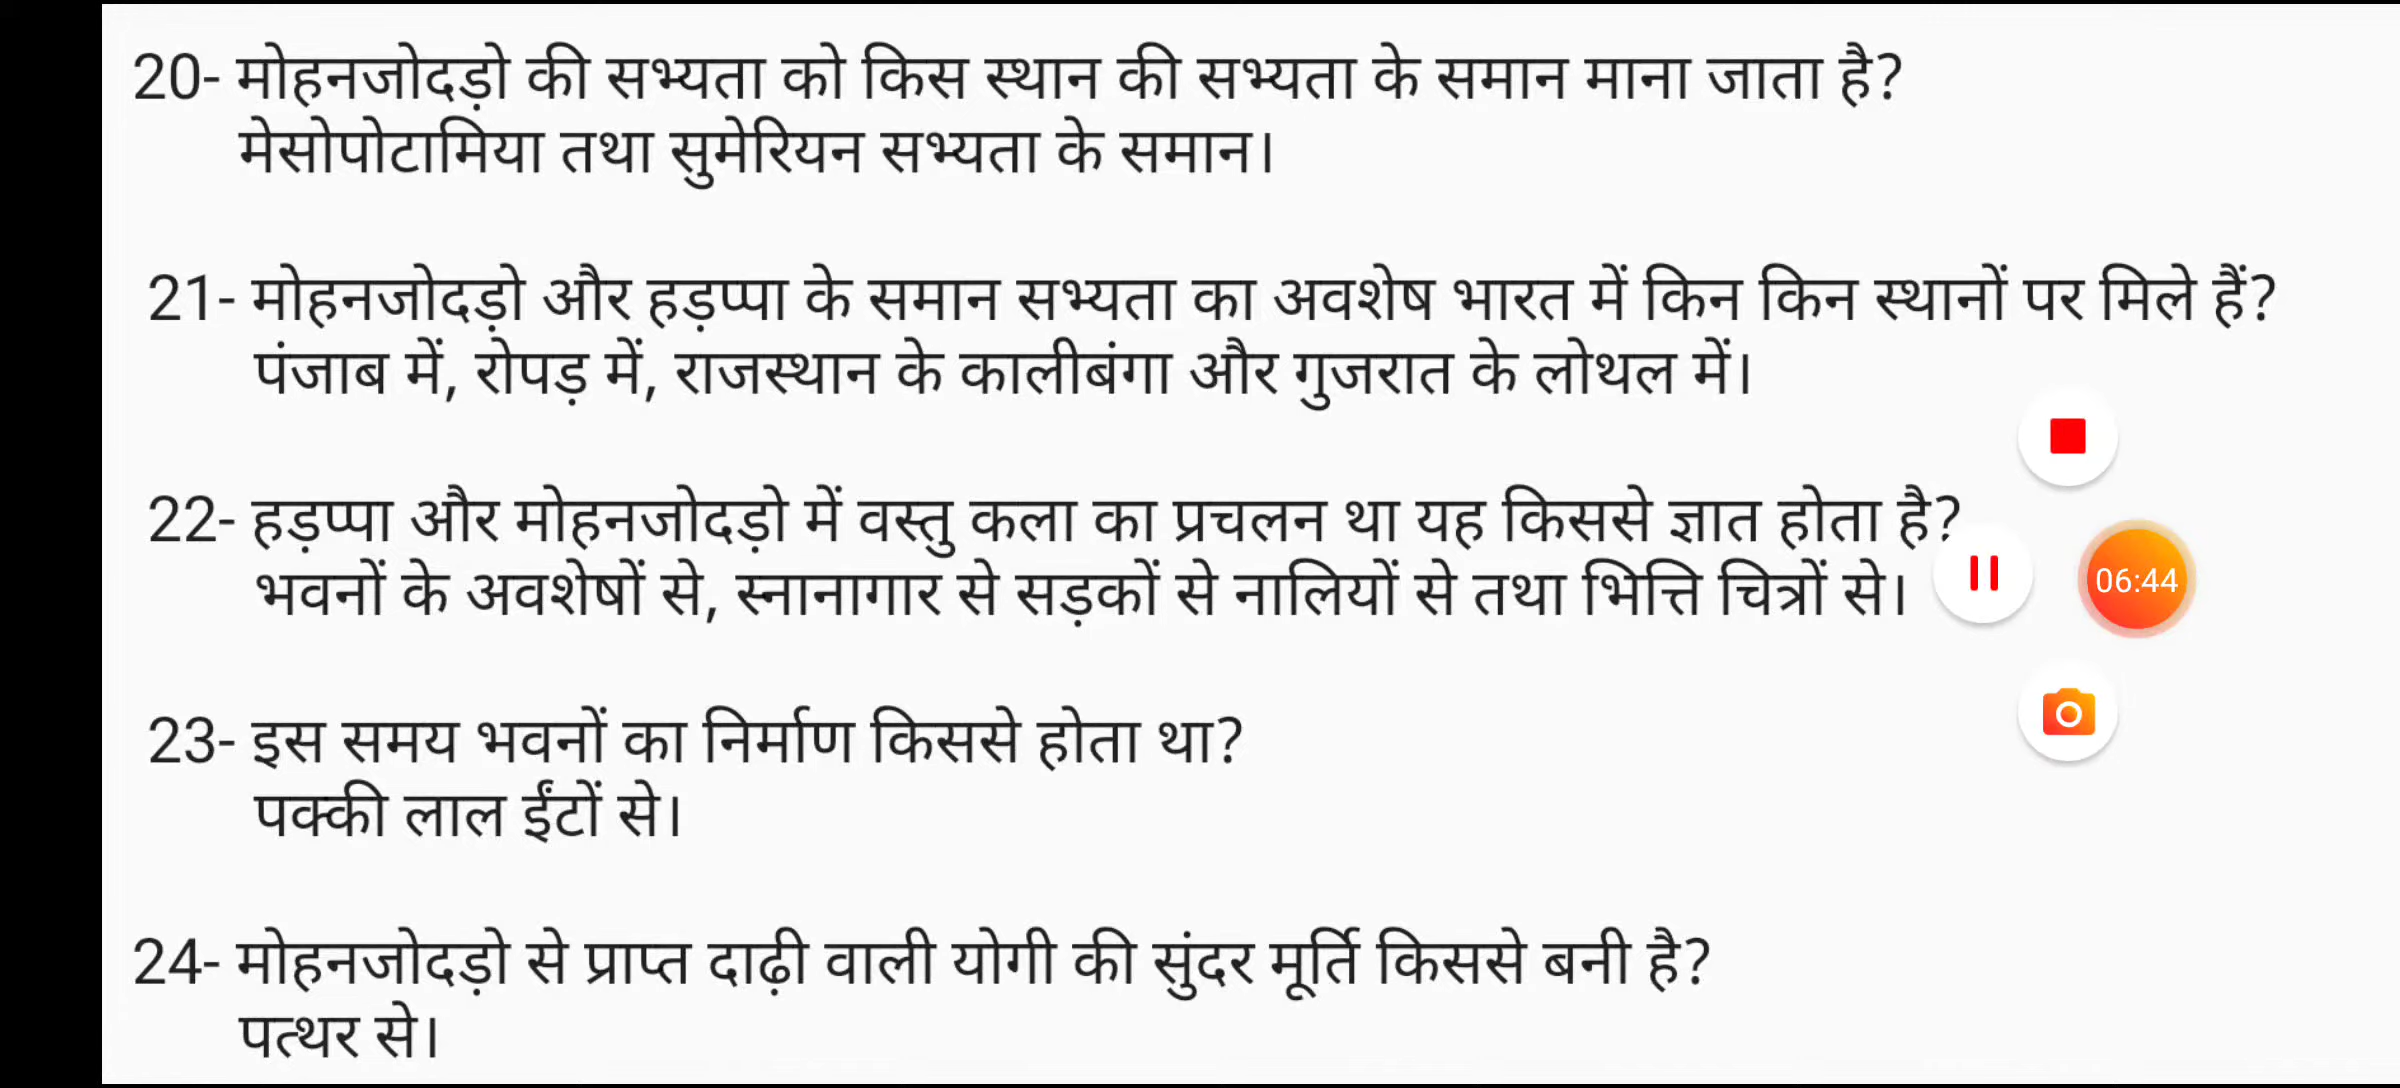 20- मोहनजोदड़ो की सभ्यता को किस स्थान की सभ्यता के समान माना जाता है?
मेसोपोटामिया तथा सुमेरियन सभ्यता के समान।
21- मोहनजोदड़ो और हड़प्पा के समान सभ्यता का अवशेष भारत में किन किन स्थानों पर मिले हैं?
पंजाब में, रोपड़ में, राजस्थान के कालीबंगा और गुजरात के लोथल में।
22- हड़प्पा और मोहनजोदड़ो में वस्तु कला का प्रचलन था यह किससे ज्ञात होता है?
भवनों के अवशेषों से, स्नानागार से सड़कों से नालियों से तथा भित्ति चित्रों से।
06:44
23- इस समय भवनों का निर्माण किससे होता था?
पक्की लाल ईंटों से।
24- मोहनजोदड़ो से प्राप्त दाढ़ी वाली योगी की सुंदर मूर्ति किससे बनी है?
पत्थर से।